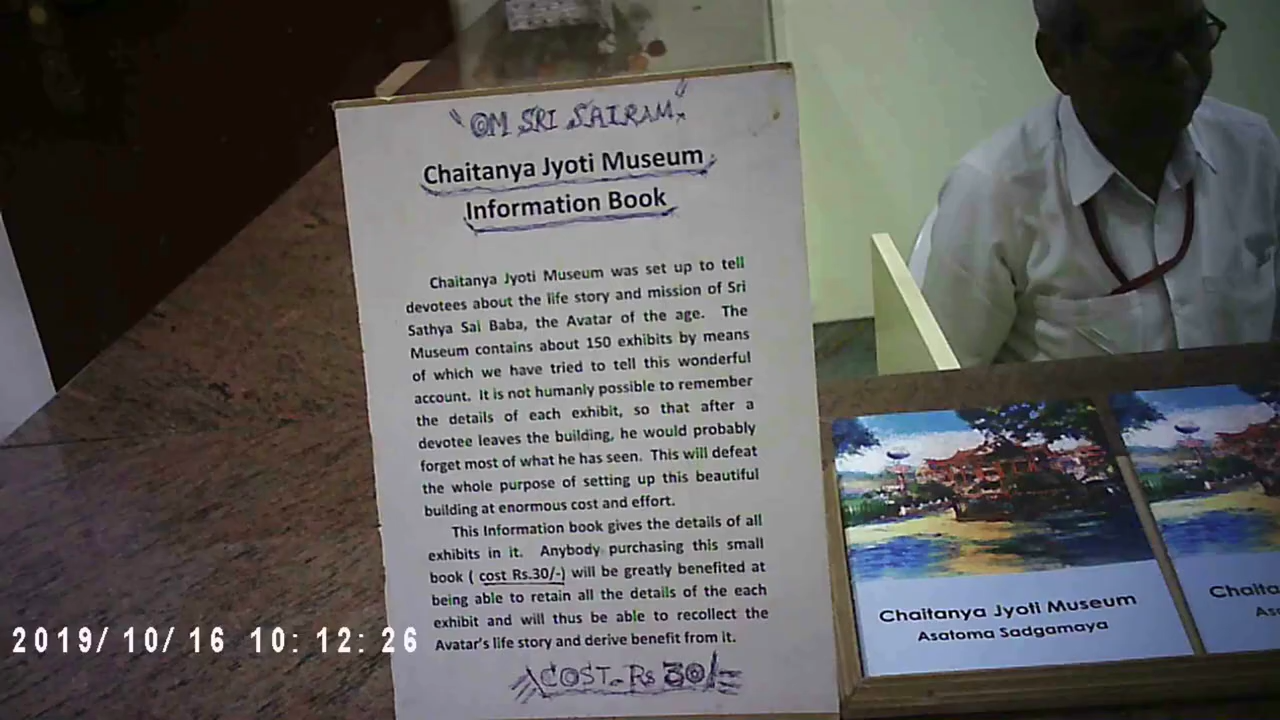 "OM SRI SAIRAM"
Chaitanya Jyoti Museum
Information Book
Chaitanya Jyoti Museum was set up to tell
devotees about the life story and mission of Sri
Sathya Sai Baba, the Avatar of the age. The
Museum contains about 150 exhibits by means
of which we have tried to tell this wonderful
account. It is not humanly possible to remember
the details of each exhibit, so that after a
devotee leaves the building, he would probably
forget most of what he has seen. This will defeat
the whole purpose of setting up this beautiful
building at enormous cost and effort.
This Information book gives the details of all
exhibits in it. Anybody purchasing this small
book ( cost Rs.30/-) will be greatly benefited at
being able to retain all the details of the each
exhibit and will thus be able to recollect the
Avatar's life story and derive benefit from it.
COST-Rs 30/-
Chaitanya Jyoti Museum
Asatoma Sadgamaya
Chaita
As
2019/10/16 10:12:26